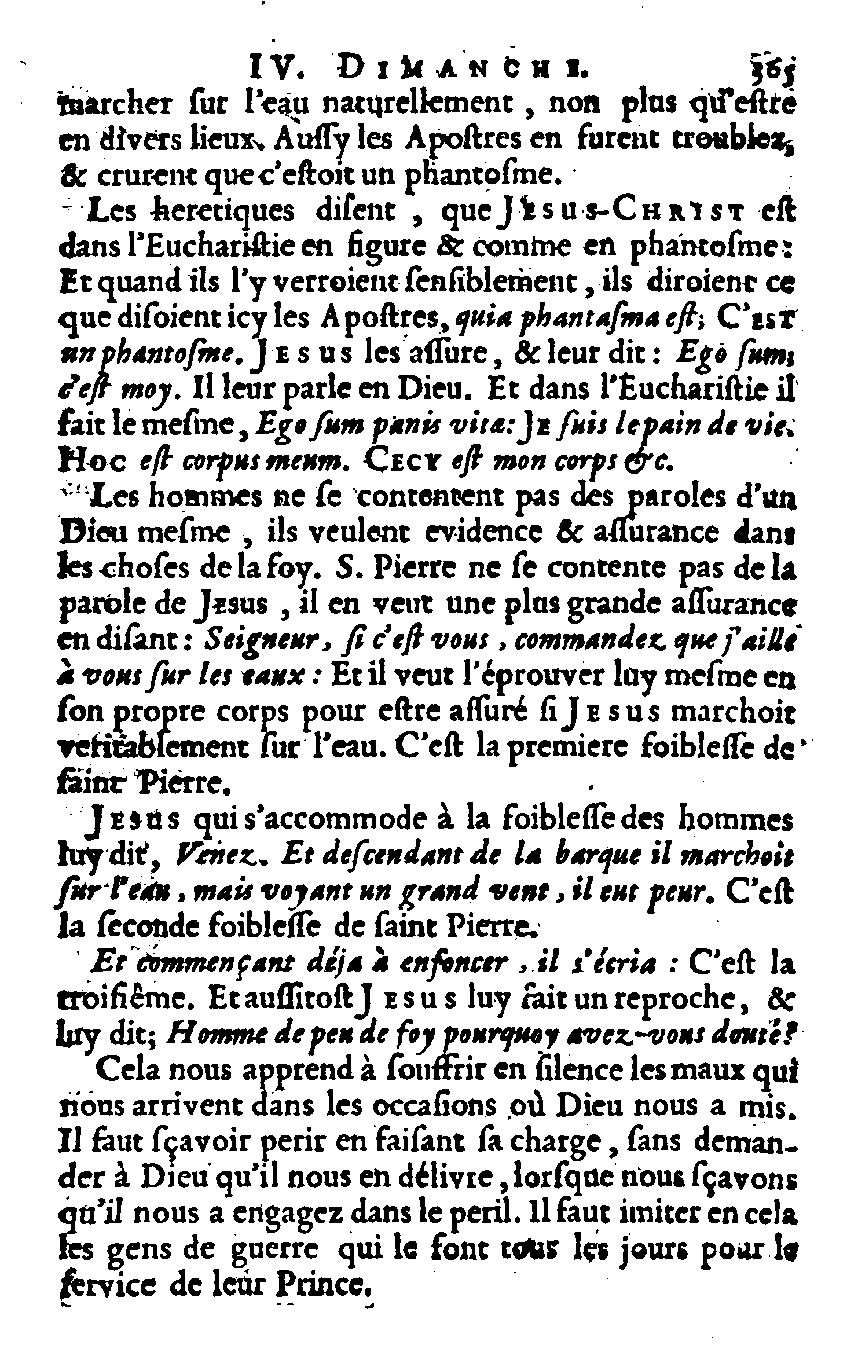 IV. DIMANCHE. 365
marcher ſur l'eau naturellement, non plus qu'eſtre
en divers lieux. Auſſy les Apoſtres en furent troublez,
& crurent que c'eſtoit un phantoſme.
Les heretiques diſent, que JESUS-CHRIST eſt
dans l'Euchariſtie en figure & comme en phantoſme:
Et quand ils l'y verroient ſenſiblement, ils diroient ce
que diſoient icy les Apoſtres, quia phantaſma eſt; C'EST
un phantoſme. JESUS les aſſure, & leur dit: Ego ſum;
c'eſt moy. Il leur parle en Dieu. Et dans l'Euchariſtie il
fait le meſme, Ego ſum panis vitæ: JE ſuis le pain de vie.
HOC eſt corpus meum. CECY eſt mon corps &c.
Les hommes ne ſe contentent pas des paroles d'un
Dieu meſme, ils veulent evidence & aſſurance dans
les choſes de la foy. S. Pierre ne ſe contente pas de la
parole de JESUS, il en veut une plus grande aſſurance
en diſant: Seigneur, ſi c'eſt vous, commandez que j'aille
à vous ſur les eaux: Et il veut l'éprouver luy meſme en
ſon propre corps pour eſtre aſſuré ſi JESUS marchoit
veritablement ſur l'eau. C'eſt la premiere foibleſſe de
ſaint Pierre.
JESUS qui s'accommode à la foibleſſe des hommes
luy dit, Venez. Et deſcendant de la barque il marchoit
ſur l'eau, mais voyant un grand vent, il eut peur. C'eſt
la ſeconde foibleſſe de ſaint Pierre.
Et commençant déja à enfoncer, il s'écria: C'eſt la
troiſiême. Et auſſitoſt JESUS luy fait un reproche, &
luy dit; Homme de peu de foy pourquoy avez-vous douté?
Cela nous apprend à ſouffrir en ſilence les maux qui
nous arrivent dans les occaſions où Dieu nous a mis.
Il faut ſçavoir perir en faiſant ſa charge, ſans deman-
der à Dieu qu'il nous en délivre, lorſque nous ſçavons
qu'il nous a engagez dans le peril. Il faut imiter en cela
les gens de guerre qui le font tous les jours pour le
ſervice de leur Prince.